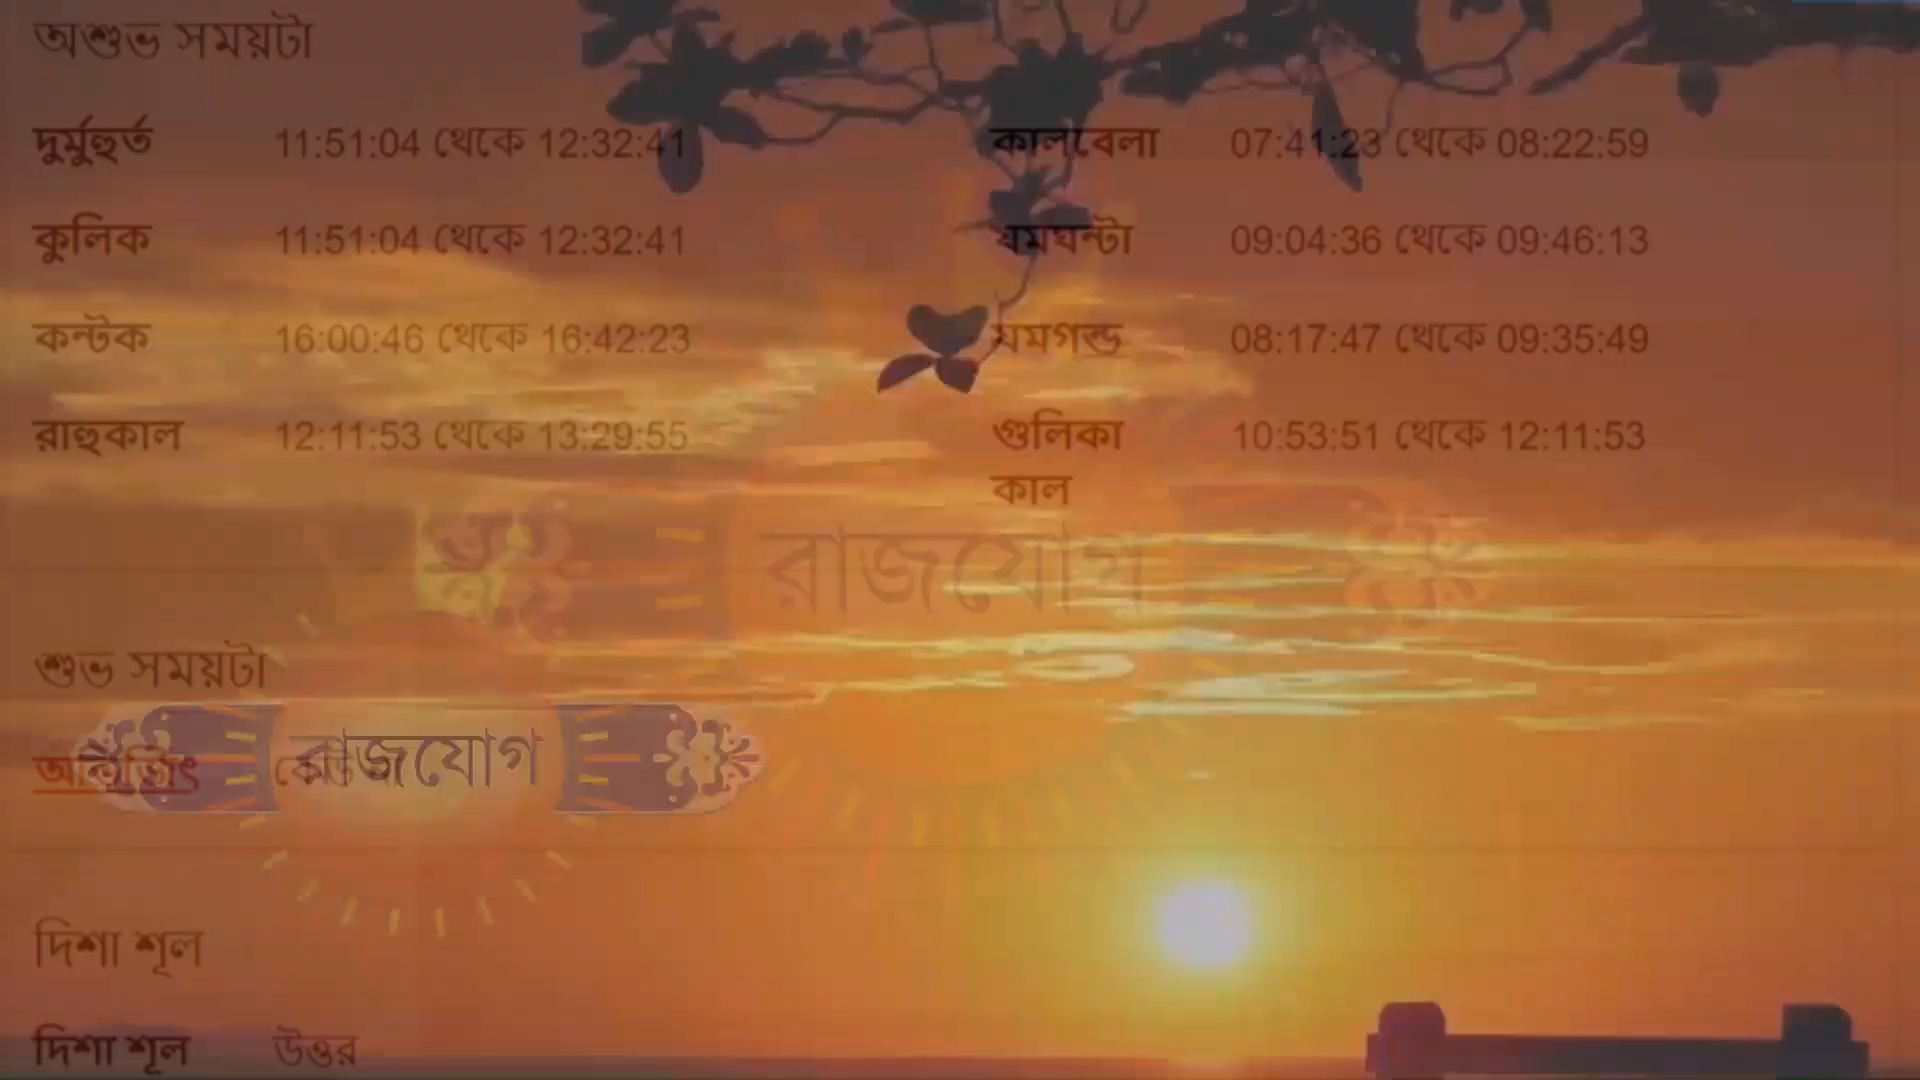 অশুভ সময়টা
দুর্মুহুর্ত 11:51:04 থেকে 12:32:41 কালবেলা 07:41:23 থেকে 08:22:59
কুলিক 11:51:04 থেকে 12:32:41 যমঘন্টা 09:04:36 থেকে 09:46:13
কন্টক 16:00:46 থেকে 16:42:23 যমগন্ড 08:17:47 থেকে 09:35:49
রাহুকাল 12:11:53 থেকে 13:29:55 গুলিকা 10:53:51 থেকে 12:11:53
কাল
রাজযোগ
শুভ সময়টা
রাজযোগ
দিশা শূল
দিশা শূল উত্তর